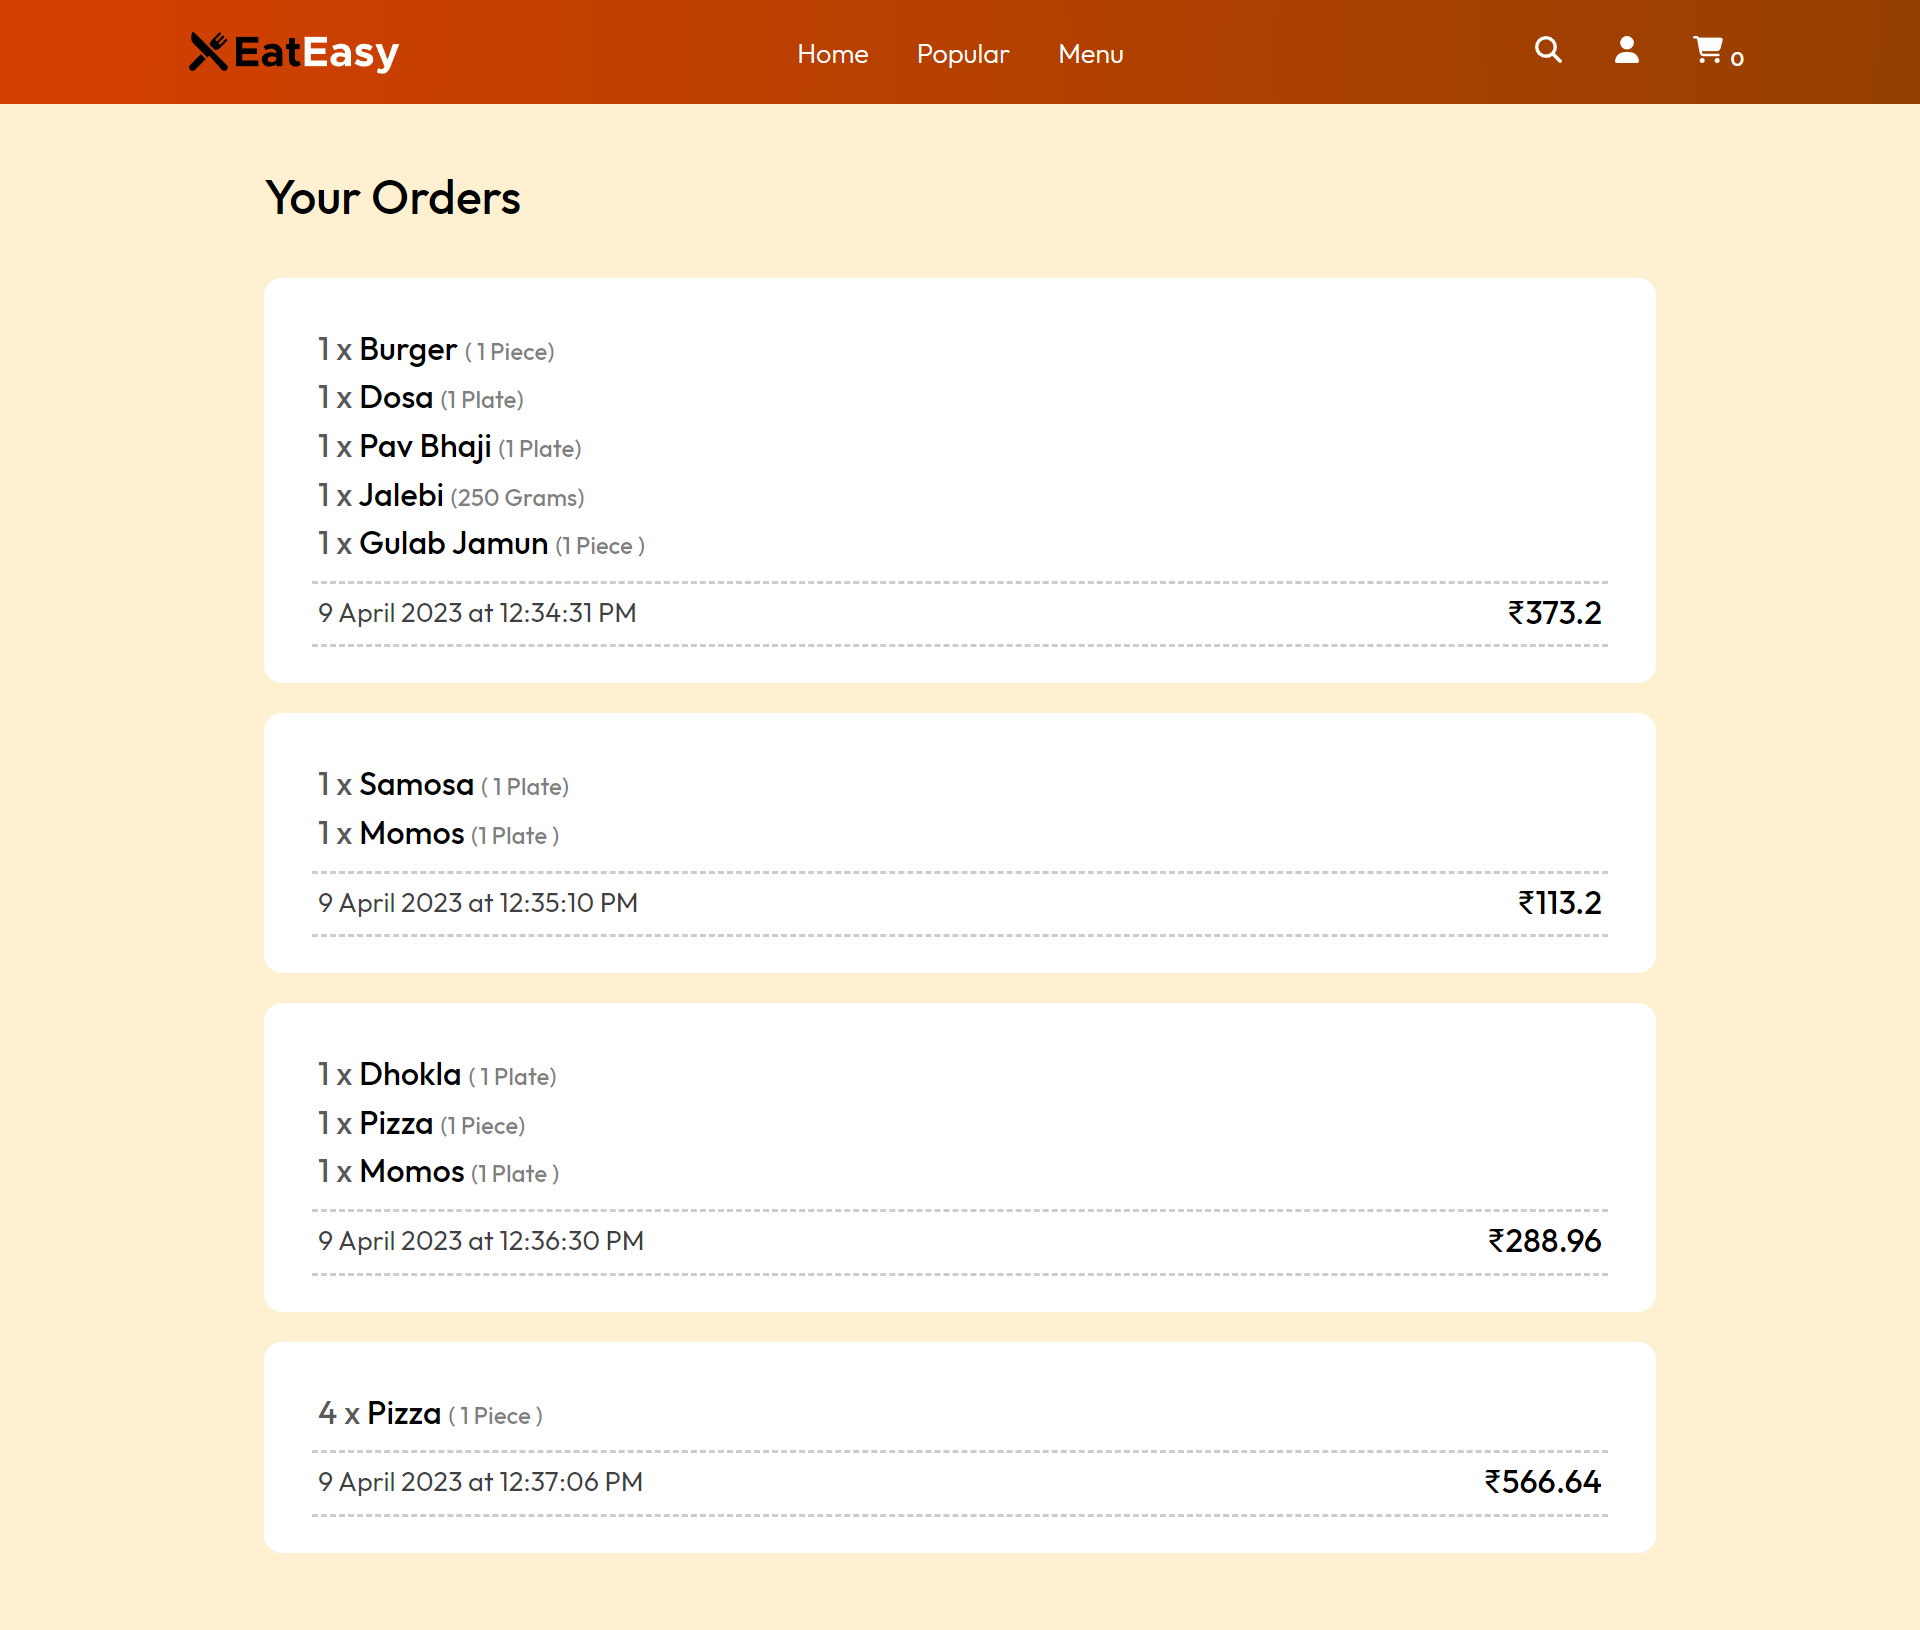 EatEasy Home Popular Menu 0
Your Orders
1 x Burger ( 1 Piece)
1 x Dosa (1 Plate)
1 x Pav Bhaji (1 Plate)
1 x Jalebi (250 Grams)
1 x Gulab Jamun (1 Piece )
9 April 2023 at 12:34:31 PM ₹373.2
1 x Samosa ( 1 Plate)
1 x Momos (1 Plate )
9 April 2023 at 12:35:10 PM ₹113.2
1 x Dhokla ( 1 Plate)
1 x Pizza (1 Piece)
1 x Momos (1 Plate )
9 April 2023 at 12:36:30 PM ₹288.96
4 x Pizza ( 1 Piece )
9 April 2023 at 12:37:06 PM ₹566.64